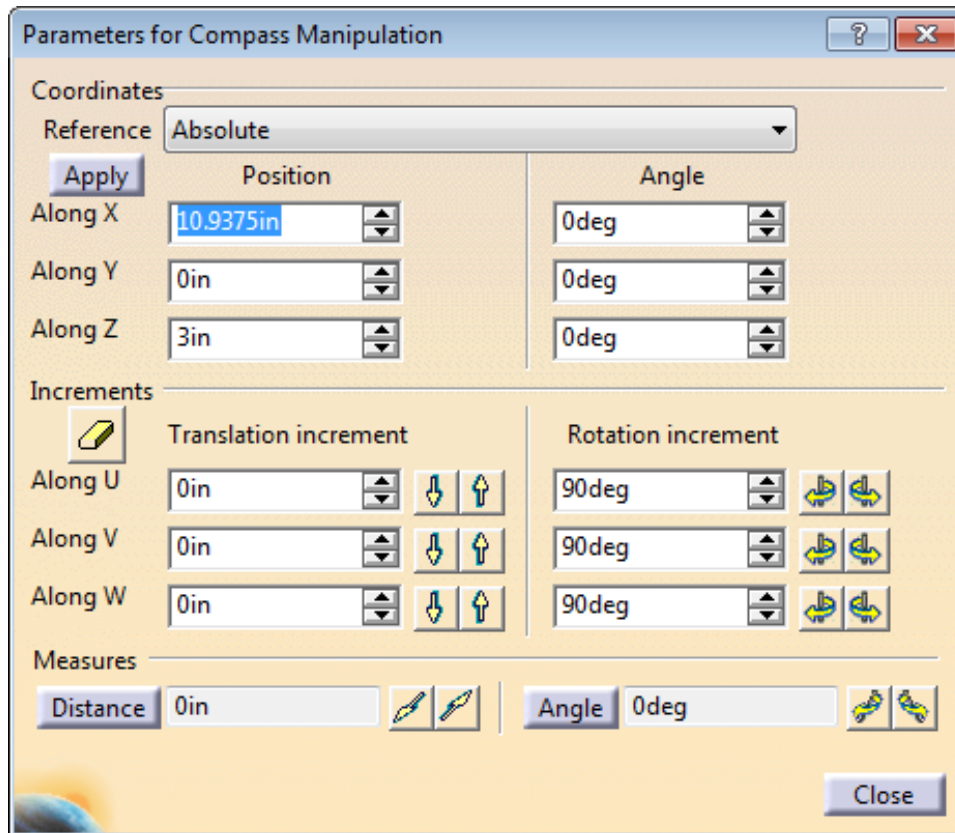 Parameters for Compass Manipulation ?
Coordinates
Reference Absolute
Apply Position Angle
Along X 10.9375in 0deg
Along Y 0in 0deg
Along Z 3in 0deg
Increments
Translation increment Rotation increment
Along U 0in 90deg
Along V 0in 90deg
Along W 0in 90deg
Measures
Distance 0in Angle 0deg
Close